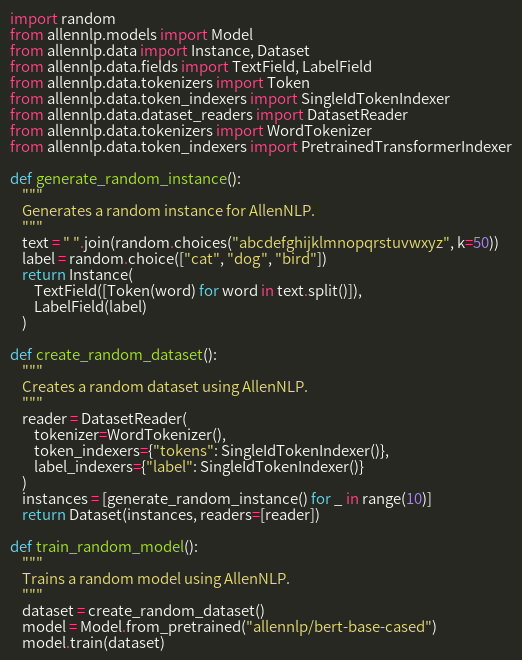 import random
from allennlp.models import Model
from allennlp.data import Instance, Dataset
from allennlp.data.fields import TextField, LabelField
from allennlp.data.tokenizers import Token
from allennlp.data.token_indexers import SingleIdTokenIndexer
from allennlp.data.dataset_readers import DatasetReader
from allennlp.data.tokenizers import WordTokenizer
from allennlp.data.token_indexers import PretrainedTransformerIndexer

def generate_random_instance():
    """
    Generates a random instance for AllenNLP.
    """
    text = " ".join(random.choices("abcdefghijklmnopqrstuvwxyz", k=50))
    label = random.choice(["cat", "dog", "bird"])
    return Instance(
        TextField([Token(word) for word in text.split()]),
        LabelField(label)
    )

def create_random_dataset():
    """
    Creates a random dataset using AllenNLP.
    """
    reader = DatasetReader(
        tokenizer=WordTokenizer(),
        token_indexers={"tokens": SingleIdTokenIndexer()},
        label_indexers={"label": SingleIdTokenIndexer()}
    )
    instances = [generate_random_instance() for _ in range(10)]
    return Dataset(instances, readers=[reader])

def train_random_model():
    """
    Trains a random model using AllenNLP.
    """
    dataset = create_random_dataset()
    model = Model.from_pretrained("allennlp/bert-base-cased")
    model.train(dataset)